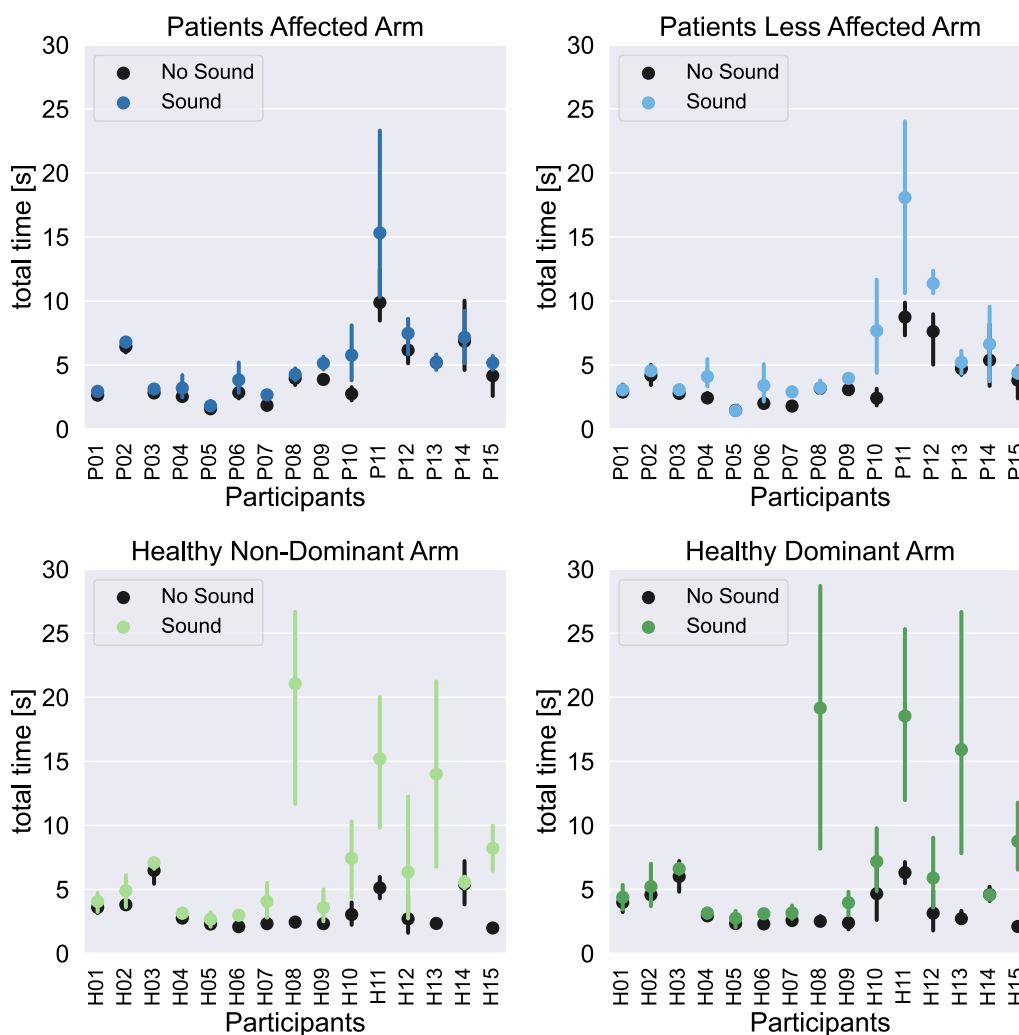 Patients Affected Arm
30
25
20
15
10
5
0
total time [s]
No Sound
Sound
P01 P02 P03 P04 P05 P06 P07 P08 P09 P10 P11 P12 P13 P14 P15
Participants
Patients Less Affected Arm
30
25
20
15
10
5
0
total time [s]
No Sound
Sound
P01 P02 P03 P04 P05 P06 P07 P08 P09 P10 P11 P12 P13 P14 P15
Participants
Healthy Non-Dominant Arm
30
25
20
15
10
5
0
total time [s]
No Sound
Sound
H01 H02 H03 H04 H05 H06 H07 H08 H09 H10 H11 H12 H13 H14 H15
Participants
Healthy Dominant Arm
30
25
20
15
10
5
0
total time [s]
No Sound
Sound
H01 H02 H03 H04 H05 H06 H07 H08 H09 H10 H11 H12 H13 H14 H15
Participants